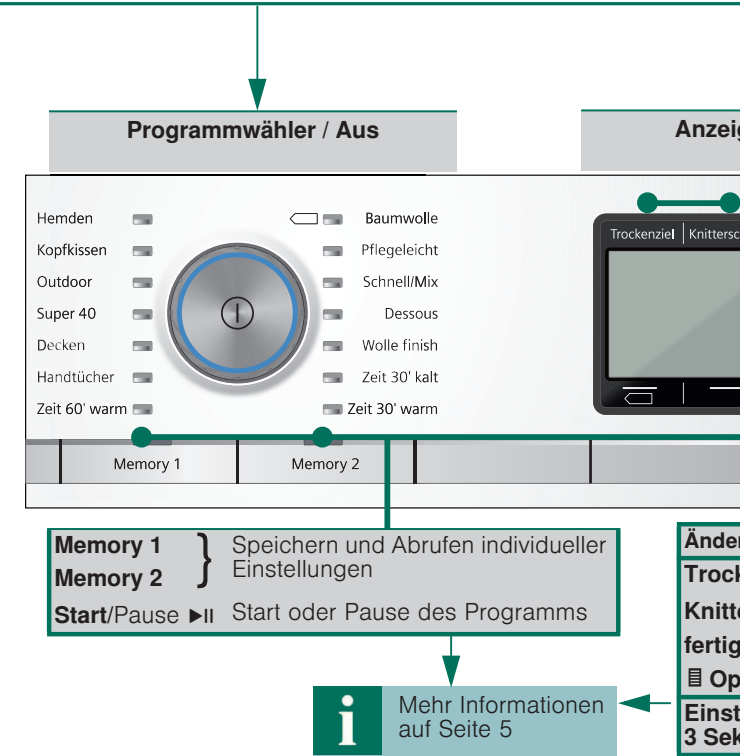 Programmwähler / Aus
Hemden
Kopfkissen
Outdoor
Super 40
Decken
Handtücher
Zeit 60' warm
Baumwolle
Pflegeleicht
Schnell/Mix
Dessous
Wolle finish
Zeit 30' kalt
Zeit 30' warm
Trockenziel
Memory 1
Memory 2
Memory 1 } Speichern und Abrufen individueller
Memory 2 Einstellungen
Start/Pause ▶II Start oder Pause des Programms
i Mehr Informationen
auf Seite 5